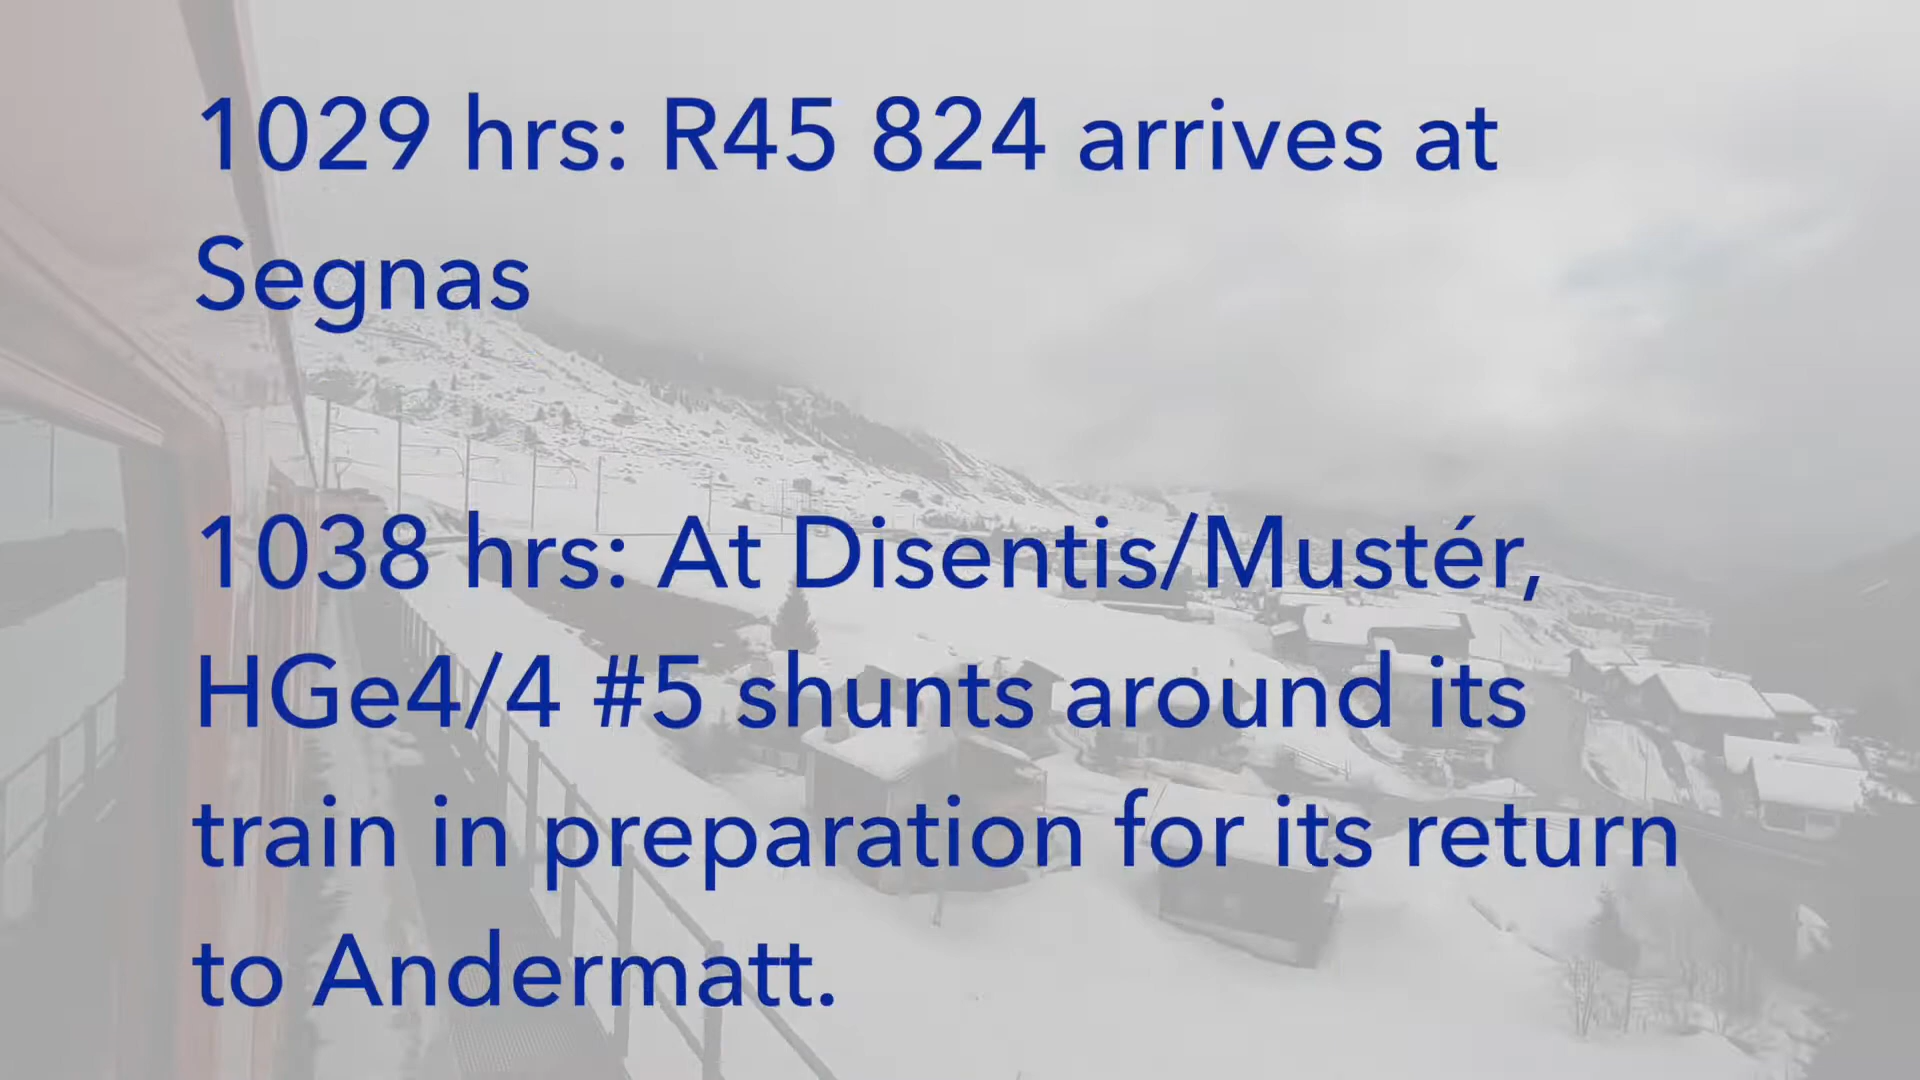 1029 hrs: R45 824 arrives at
Segnas
1038 hrs: At Disentis/Mustér,
HGe4/4 #5 shunts around its
train in preparation for its return
to Andermatt.